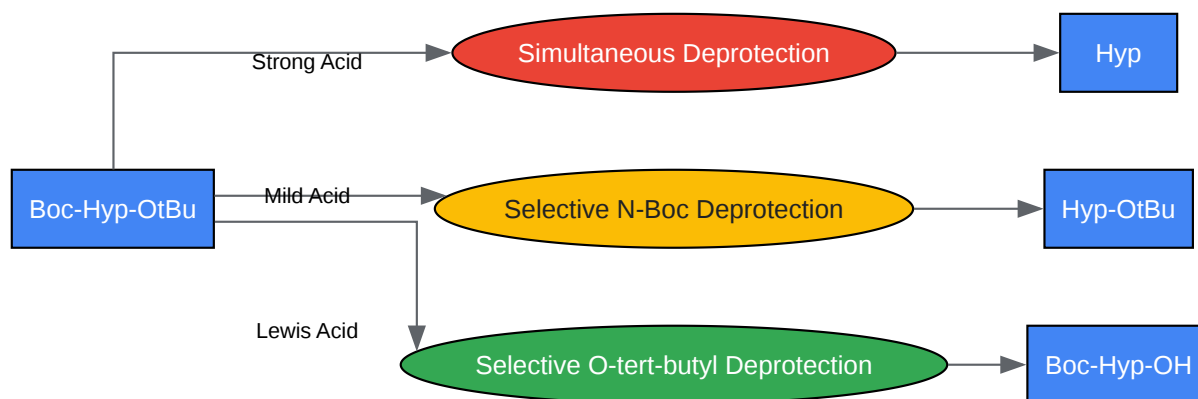 Strong Acid
Simultaneous Deprotection
Hyp
Boc-Hyp-OtBu
Mild Acid
Selective N-Boc Deprotection
Hyp-OtBu
Lewis Acid
Selective O-tert-butyl Deprotection
Boc-Hyp-OH